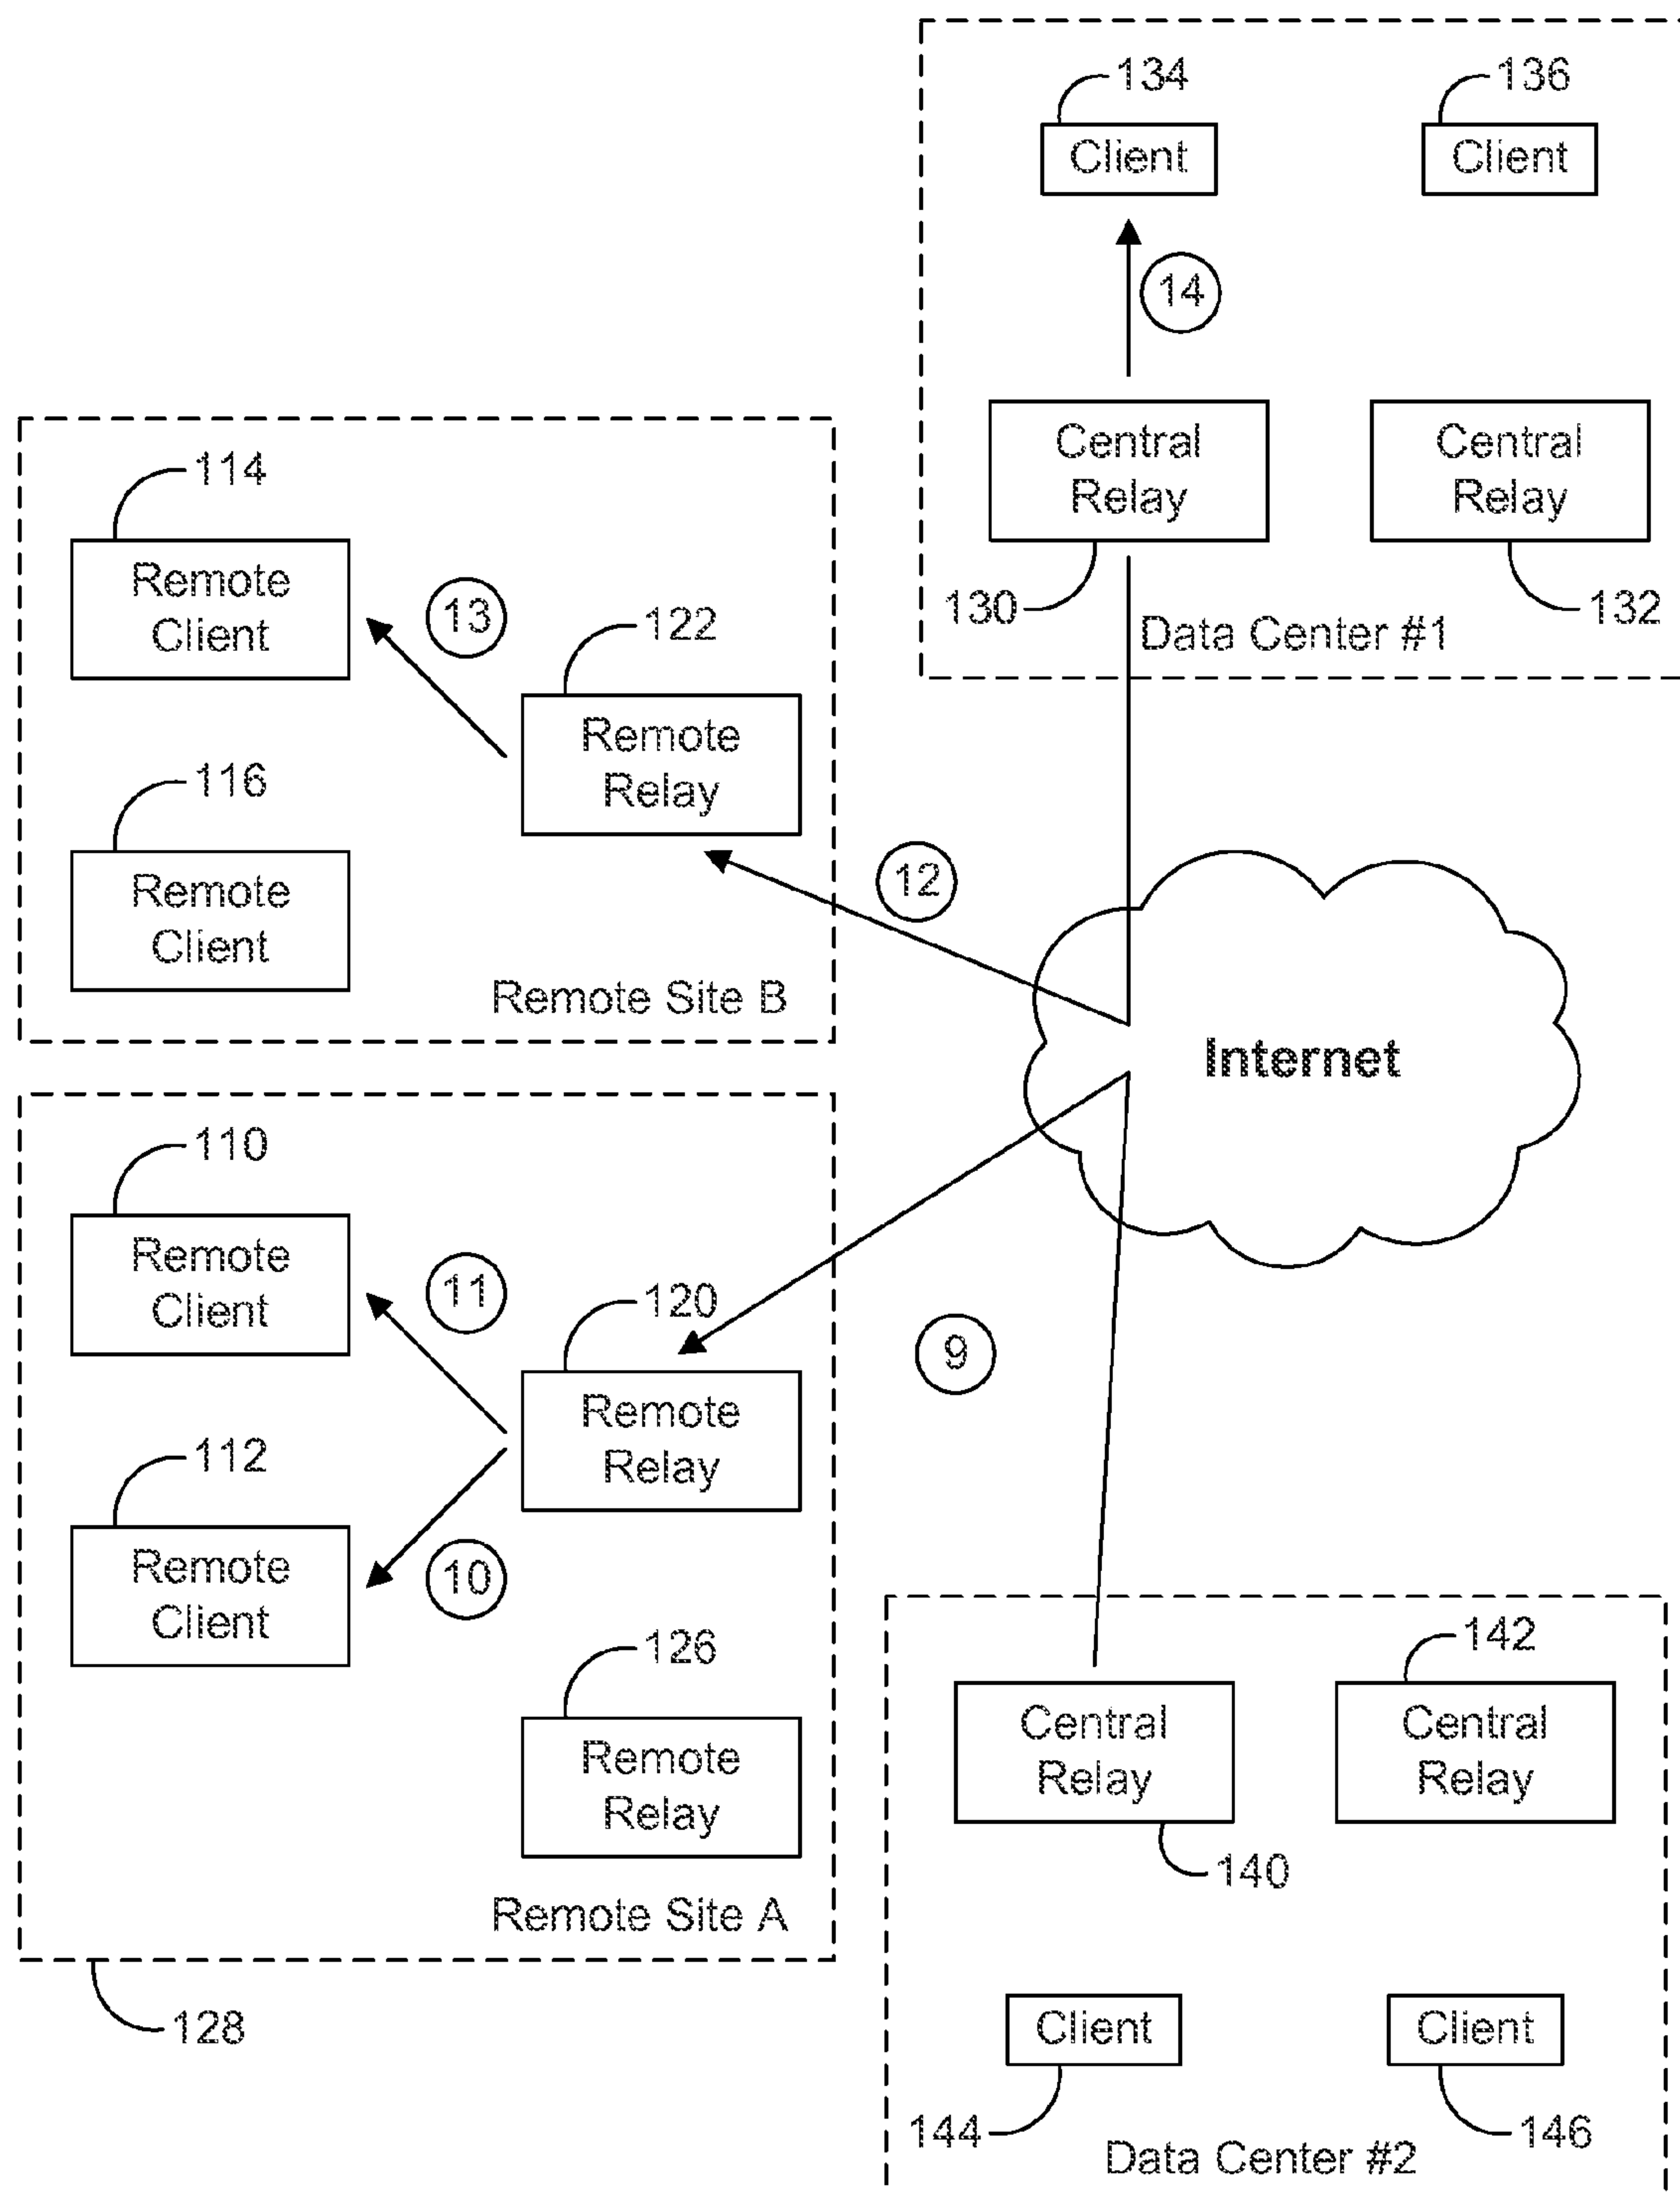 134
136
Client
Client
14
Central
Relay
Central
Relay
130
132
Data Center #1
114
Remote
Client
13
122
Remote
Relay
116
Remote
Client
12
Remote Site B
Internet
110
Remote
Client
11
120
Remote
Relay
9
112
Remote
Client
10
126
Remote
Relay
Remote Site A
128
142
Central
Relay
Central
Relay
140
Client
Client
144
146
Data Center #2